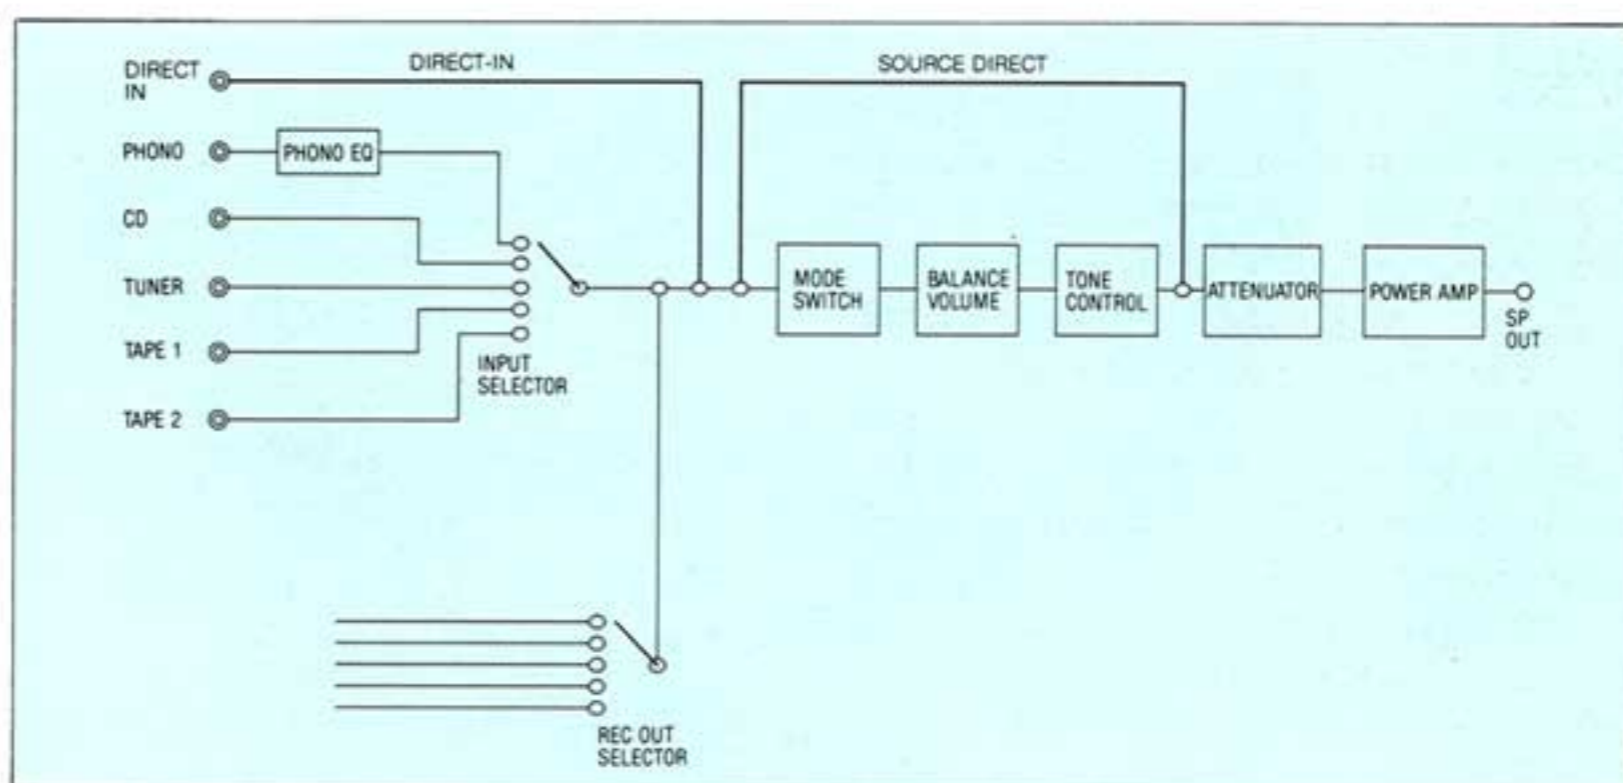 DIRECT
IN
DIRECT-IN
SOURCE DIRECT
PHONO
PHONO EQ
CD
TUNER
TAPE 1
TAPE 2
INPUT
SELECTOR
MODE
SWITCH
BALANCE
VOLUME
TONE
CONTROL
ATTENUATOR
POWER AMP
SP
OUT
REC OUT
SELECTOR